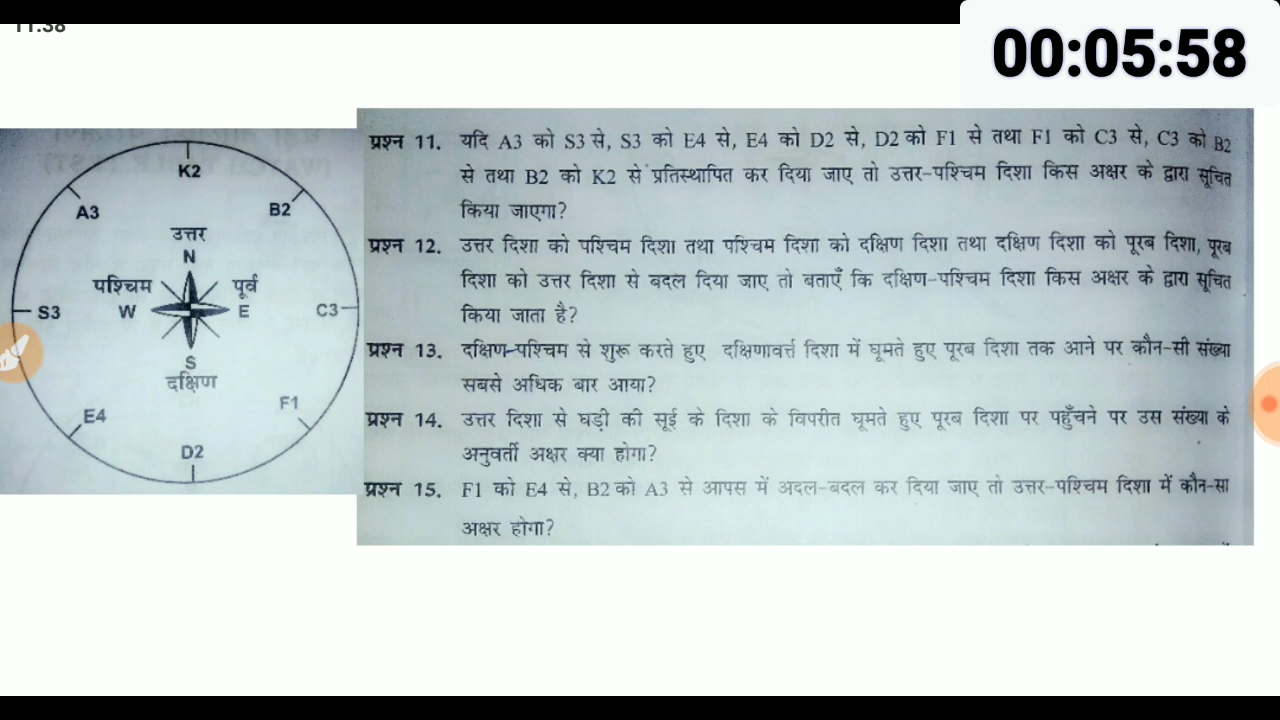 11:38
00:05:58
K2
A3
B2
उत्तर
N
पश्चिम
पूर्व
S3
W
E
C3
S
दक्षिण
E4
F1
D2
प्रश्न 11. यदि A3 को S3 से, S3 को E4 से, E4 को D2 से, D2 को F1 से तथा F1 को C3 से, C3 को B2
से तथा B2 को K2 से प्रतिस्थापित कर दिया जाए तो उत्तर-पश्चिम दिशा किस अक्षर के द्वारा सूचित
किया जाएगा?
प्रश्न 12. उत्तर दिशा को पश्चिम दिशा तथा पश्चिम दिशा को दक्षिण दिशा तथा दक्षिण दिशा को पूरब दिशा, पूरब
दिशा को उत्तर दिशा से बदल दिया जाए तो बताएँ कि दक्षिण-पश्चिम दिशा किस अक्षर के द्वारा सूचित
किया जाता है?
प्रश्न 13. दक्षिण-पश्चिम से शुरू करते हुए दक्षिणावर्त्त दिशा में घूमते हुए पूरब दिशा तक आने पर कौन-सी संख्या
सबसे अधिक बार आया?
प्रश्न 14. उत्तर दिशा से घड़ी की सूई के दिशा के विपरीत घूमते हुए पूरब दिशा पर पहुँचने पर उस संख्या के
अनुवर्ती अक्षर क्या होगा?
प्रश्न 15. F1 को E4 से, B2 को A3 से आपस में अदल-बदल कर दिया जाए तो उत्तर-पश्चिम दिशा में कौन-सा
अक्षर होगा?